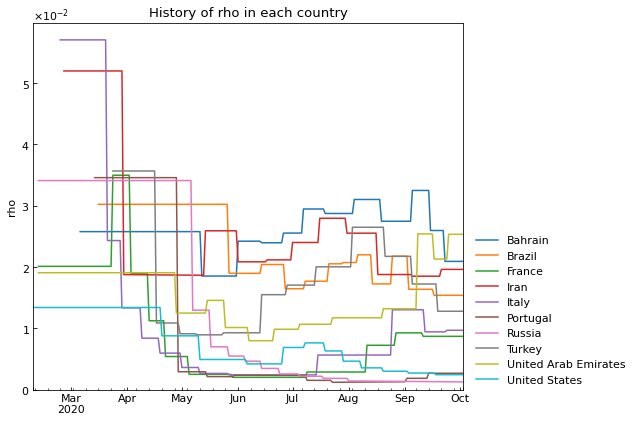 History of rho in each country
×10−2
5
4
3
2
1
0
rho
Mar
2020
Apr
May
Jun
Jul
Aug
Sep
Oct
Bahrain
Brazil
France
Iran
Italy
Portugal
Russia
Turkey
United Arab Emirates
United States